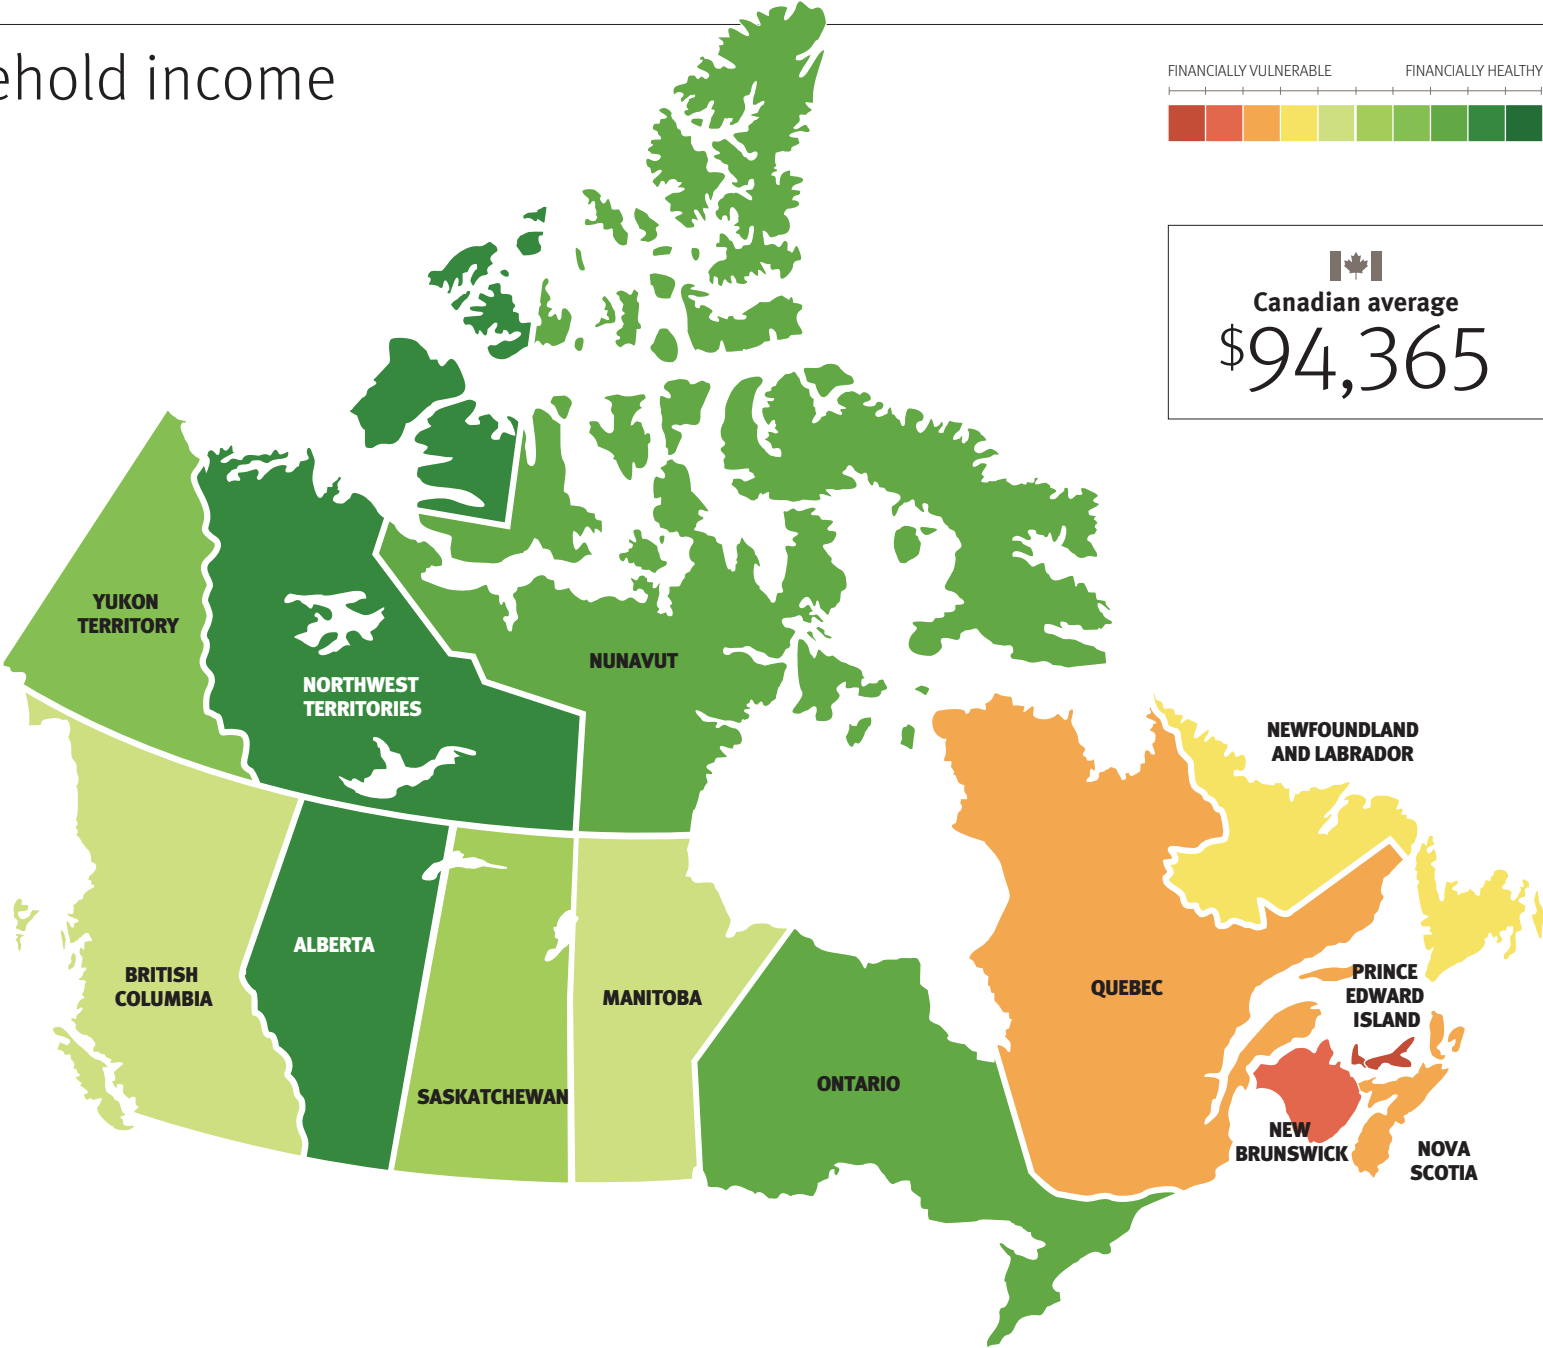 ehold income
FINANCIALLY VULNERABLE
FINANCIALLY HEALTHY
Canadian average
$94,365
YUKON
TERRITORY
NORTHWEST
TERRITORIES
NUNAVUT
NEWFOUNDLAND
AND LABRADOR
ALBERTA
BRITISH
COLUMBIA
MANITOBA
QUEBEC
PRINCE
EDWARD
ISLAND
SASKATCHEWAN
ONTARIO
NEW
BRUNSWICK
NOVA
SCOTIA